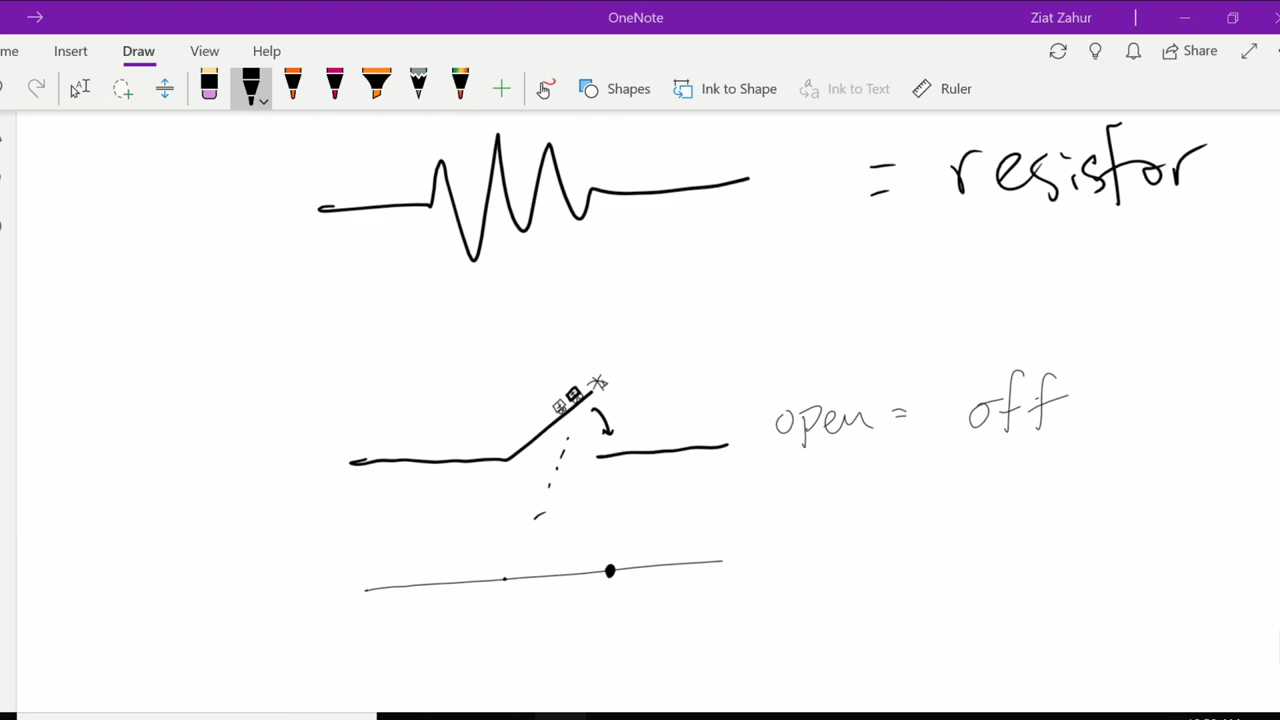 OneNote
Ziat Zahur
me Insert Draw View Help
Share
Shapes Ink to Shape Ink to Text Ruler
= resistor
open = off